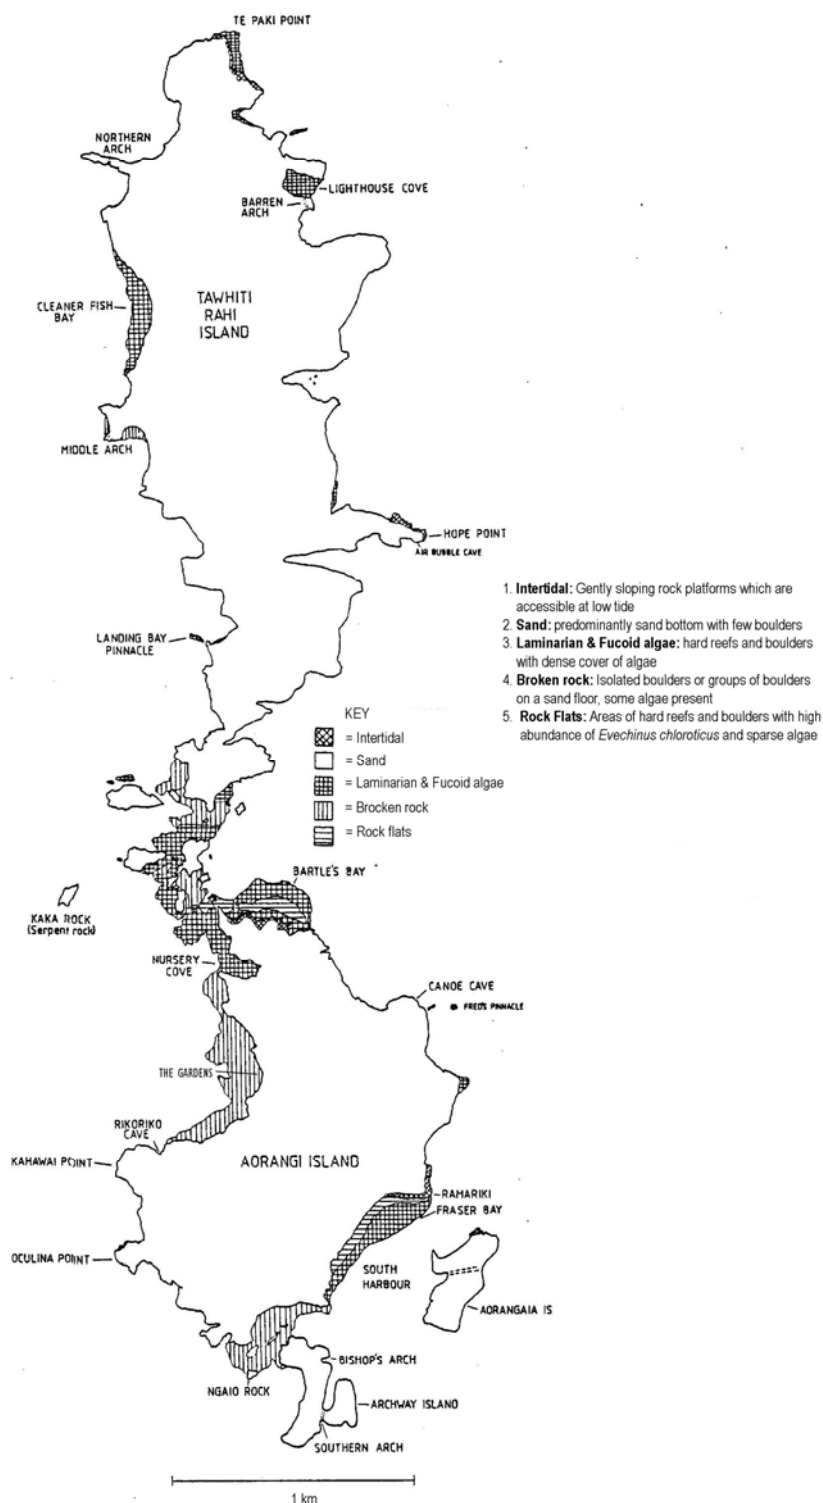 TE PAKI POINT
NORTHERN
ARCH
LIGHTHOUSE COVE
BARREN
ARCH
CLEANER FISH
BAY
TAWHITI
RAHI
ISLAND
MIDDLE ARCH
HOPE POINT
AIR BUBBLE CAVE
LANDING BAY
PINNACLE
1. Intertidal: Gently sloping rock platforms which are
accessible at low tide
2. Sand: predominantly sand bottom with few boulders
3. Laminarian & Fucoid algae: hard reefs and boulders
with dense cover of algae
4. Broken rock: Isolated boulders or groups of boulders
on a sand floor, some algae present
5. Rock Flats: Areas of hard reefs and boulders with high
abundance of Evechinus chloroticus and sparse algae
KEY
= Intertidal
= Sand
= Laminarian & Fucoid algae
= Brocken rock
= Rock flats
BARTLE'S BAY
KAKA ROCK
(Serpent rock)
NURSERY
COVE
CANOE CAVE
FRED'S PINNACLE
THE GARDENS
RIKORIKO
CAVE
KAHAWAI POINT
AORANGI ISLAND
RAMARIKI
FRASER BAY
OCULINA POINT
SOUTH
HARBOUR
AORANGAIA IS
BISHOP'S ARCH
NGAIO ROCK
ARCHWAY ISLAND
SOUTHERN ARCH
1 km